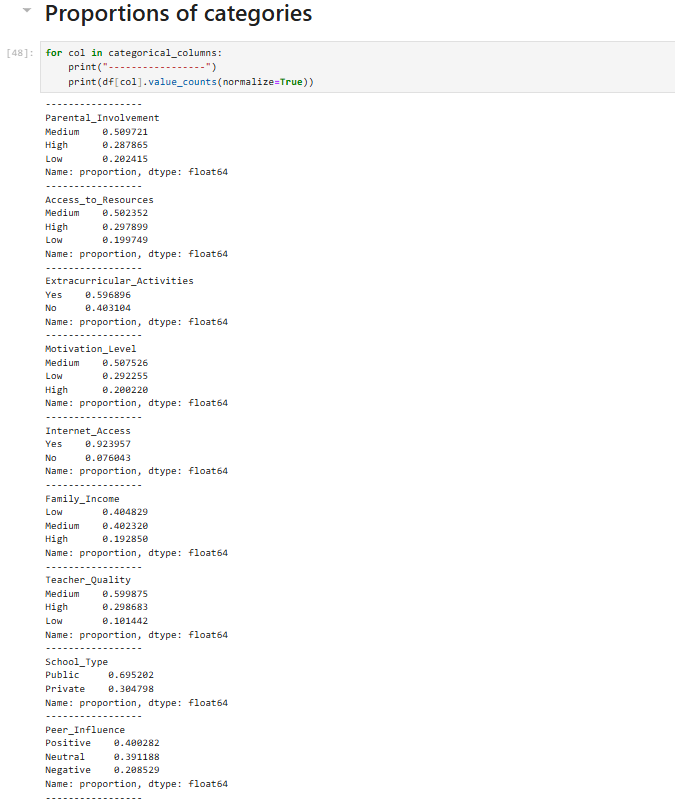 Proportions of categories
[48]: for col in categorical_columns:
print("-----------------")
print(df[col].value_counts(normalize=True))
-----------------
Parental_Involvement
Medium 0.509721
High 0.287865
Low 0.202415
Name: proportion, dtype: float64
-----------------
Access_to_Resources
Medium 0.502352
High 0.297899
Low 0.199749
Name: proportion, dtype: float64
-----------------
Extracurricular_Activities
Yes 0.596896
No 0.403104
Name: proportion, dtype: float64
-----------------
Motivation_Level
Medium 0.507526
Low 0.292255
High 0.200220
Name: proportion, dtype: float64
-----------------
Internet_Access
Yes 0.923957
No 0.076043
Name: proportion, dtype: float64
-----------------
Family_Income
Low 0.404829
Medium 0.402320
High 0.192850
Name: proportion, dtype: float64
-----------------
Teacher_Quality
Medium 0.599875
High 0.298683
Low 0.101442
Name: proportion, dtype: float64
-----------------
School_Type
Public 0.695202
Private 0.304798
Name: proportion, dtype: float64
-----------------
Peer_Influence
Positive 0.400282
Neutral 0.391188
Negative 0.208529
Name: proportion, dtype: float64
-----------------